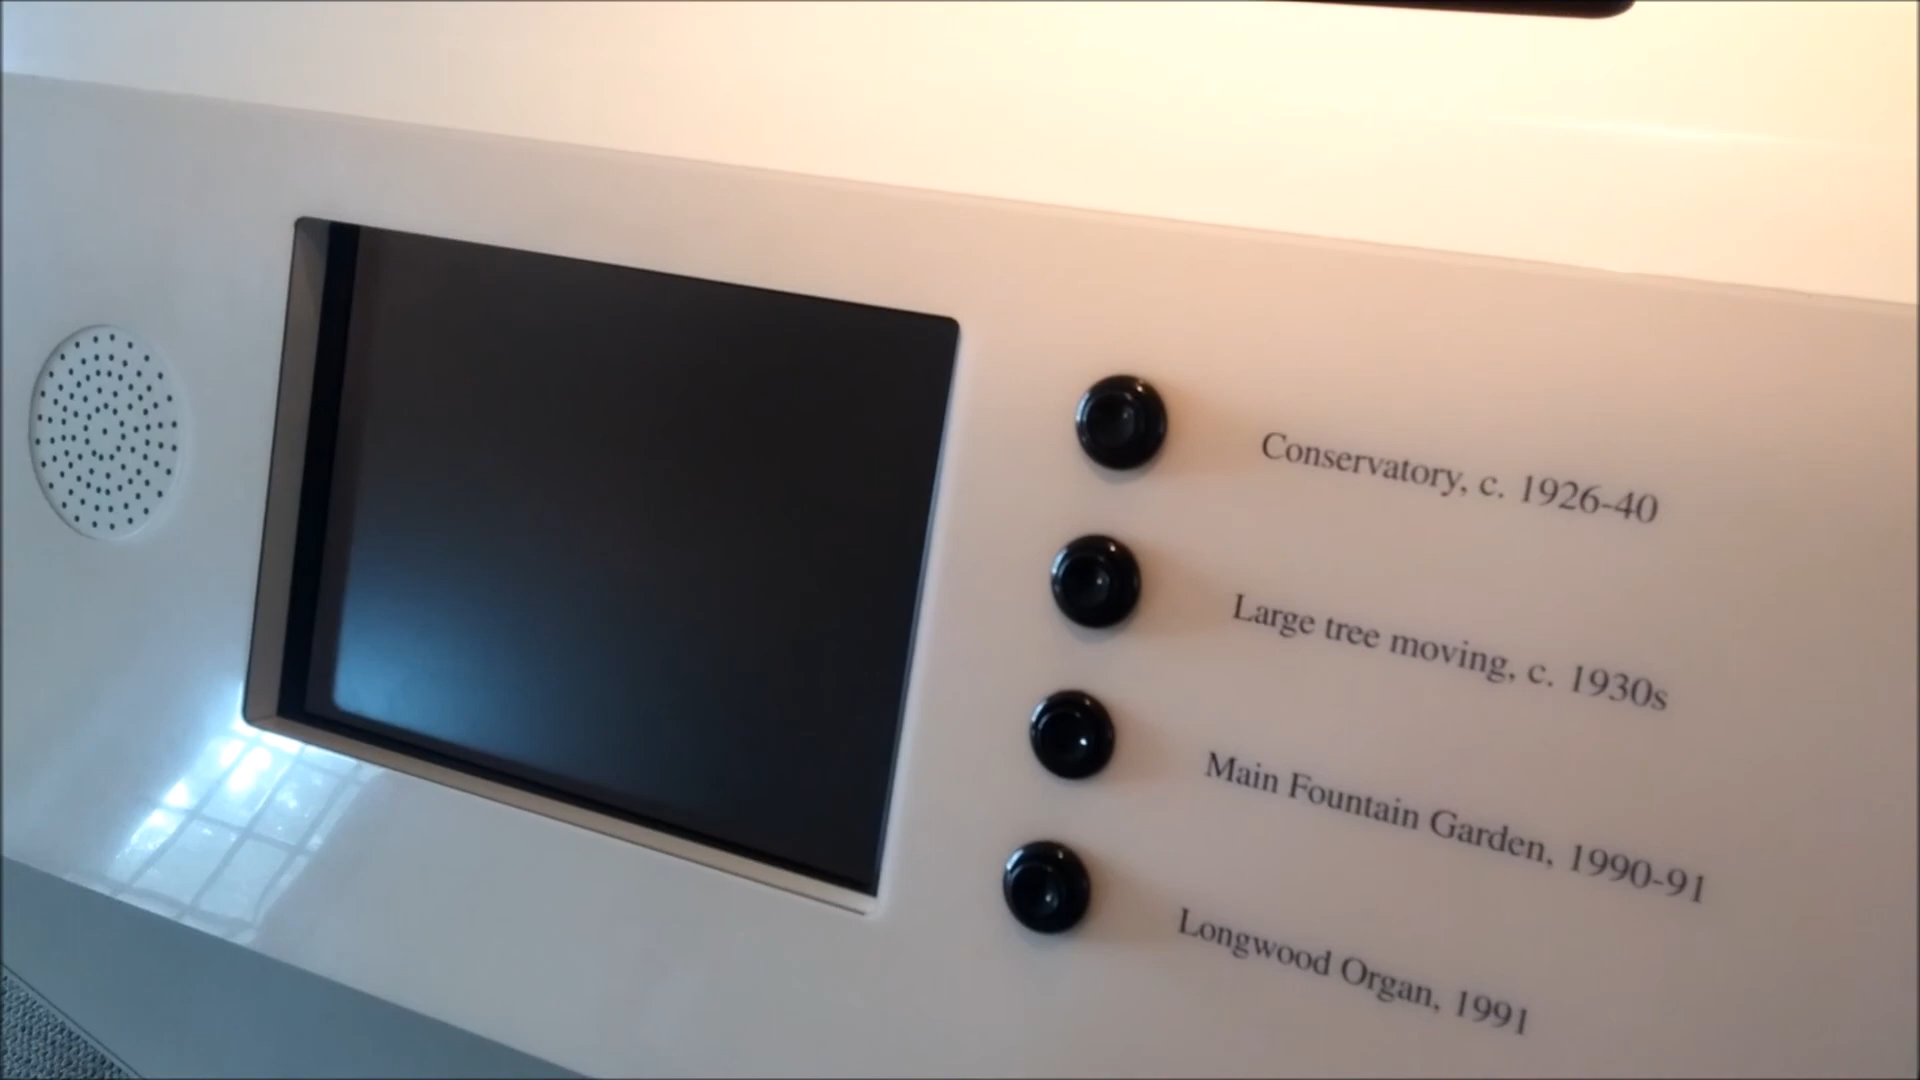 Conservatory, c. 1926-40
Large tree moving, c. 1930s
Main Fountain Garden, 1990-91
Longwood Organ, 1991